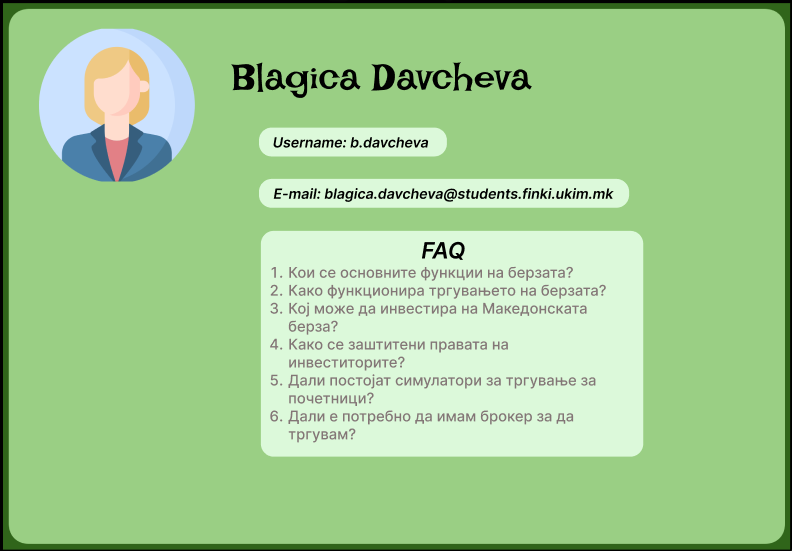 Blagica Davcheva
Username: b.davcheva
E-mail: blagica.davcheva@students.finki.ukim.mk
FAQ
1. Кои се основните функции на берзата?
2. Како функционира тргувањето на берзата?
3. Кој може да инвестира на Македонската
берза?
4. Како се заштитени правата на
инвеститорите?
5. Дали постојат симулатори за тргување за
почетници?
6. Дали е потребно да имам брокер за да
тргувам?